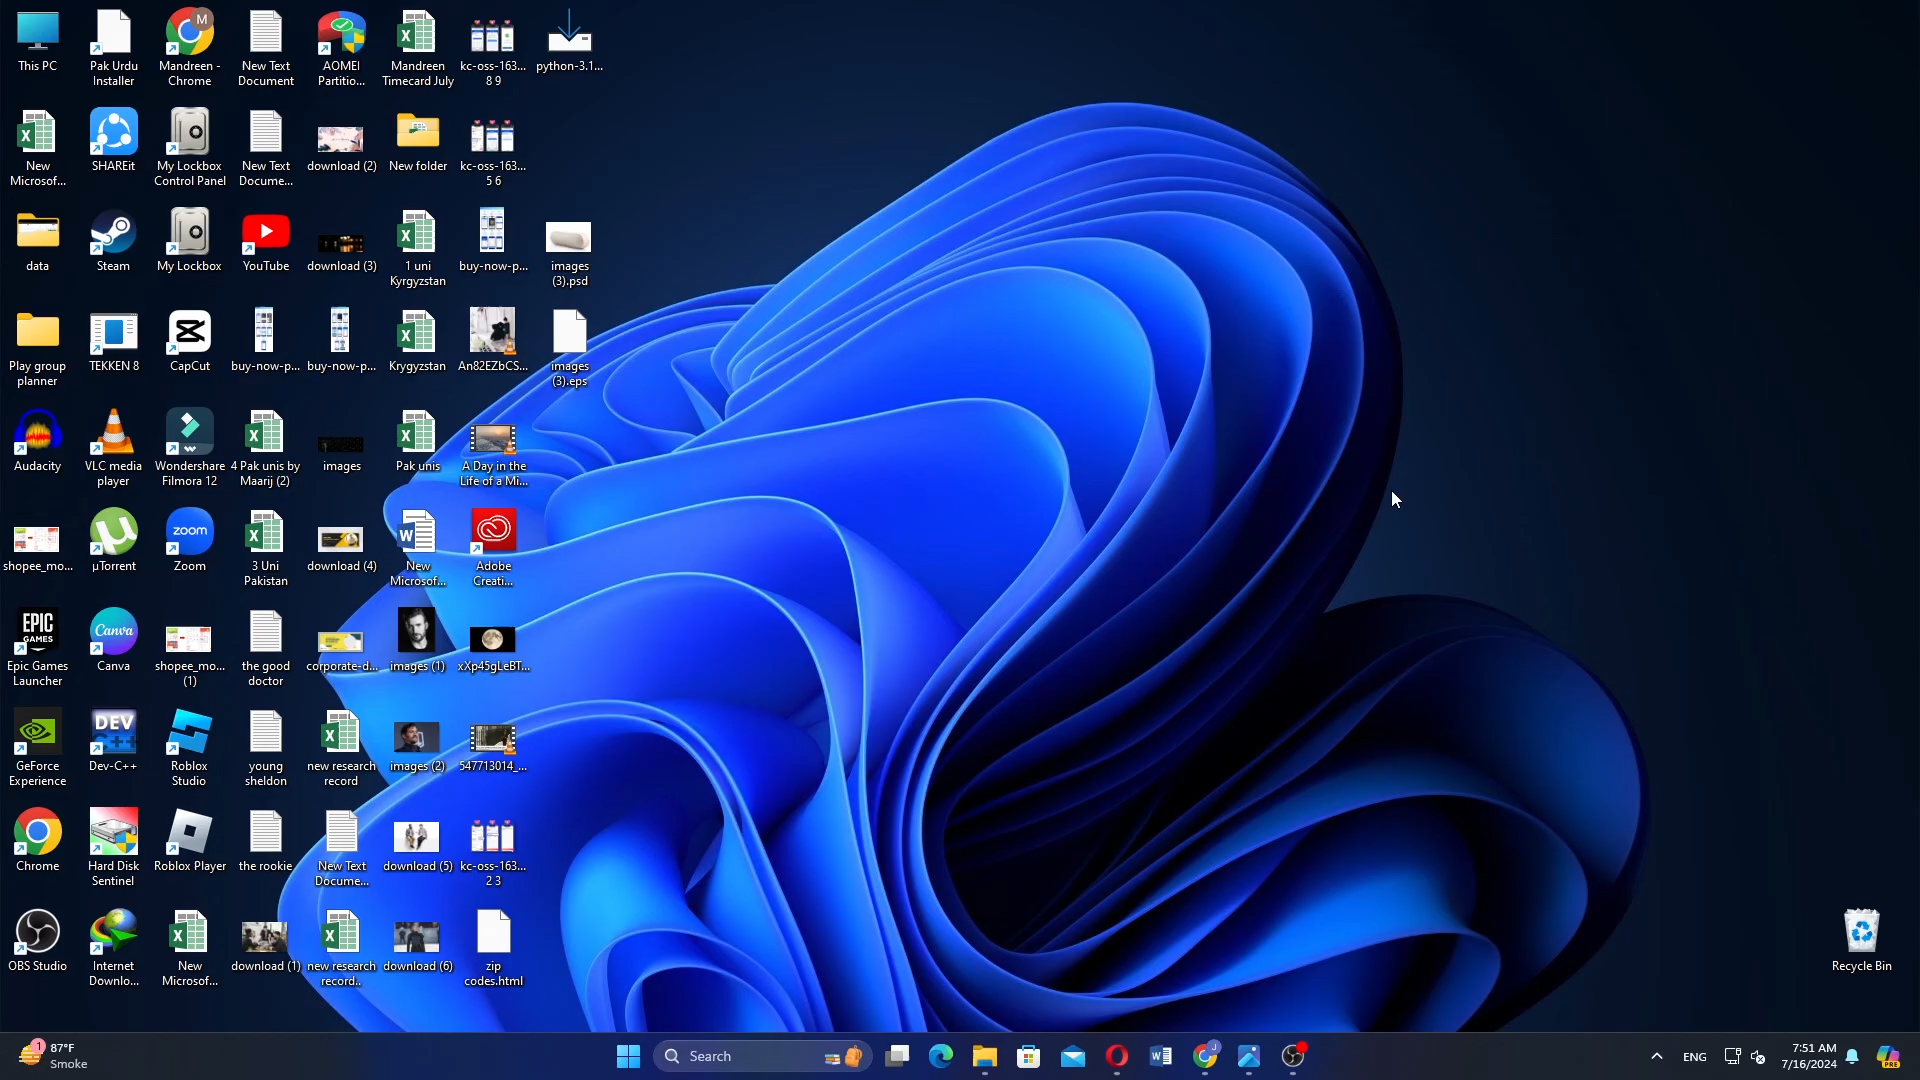 This PC
Pak Urdu
Installer
Mandreen -
Chrome
New Text
Document
AOMEI
Partitio...
Mandreen
Timecard July
kc-oss-163...
8 9
python-3.1...
New
Microsof...
SHAREit
My Lockbox
Control Panel
New Text
Docume...
download (2)
New folder
kc-oss-163...
5 6
data
Steam
My Lockbox
YouTube
download (3)
1 uni
Kyrgyzstan
buy-now-p...
images
(3).psd
Play group
planner
TEKKEN 8
CapCut
buy-now-p...
buy-now-p...
Krygyzstan
An82EZbCS...
images
(3).eps
Audacity
VLC media
player
Wondershare
Filmora 12
4 Pak unis by
Maarij (2)
images
Pak unis
A Day in the
Life of a Mi...
shopee_mo...
µTorrent
zoom
Zoom
3 Uni
Pakistan
download (4)
New
Microsof...
Adobe
Creati...
EPIC
GAMES
Epic Games
Launcher
Canva
Canva
shopee_mo...
(1)
the good
doctor
corporate-d...
images (1)
xXp45gLeBT...
GeForce
Experience
DEV
C++
Dev-C++
Roblox
Studio
young
sheldon
new research
record
images (2)
547713014_...
Chrome
Hard Disk
Sentinel
Roblox Player
the rookie
New Text
Docume...
download (5)
kc-oss-163...
2 3
OBS Studio
Internet
Downlo...
New
Microsof...
download (1)
new research
record..
download (6)
zip
codes.html
Recycle Bin
1
87°F
Smoke
Search
ENG
7:51 AM
7/16/2024
PRE